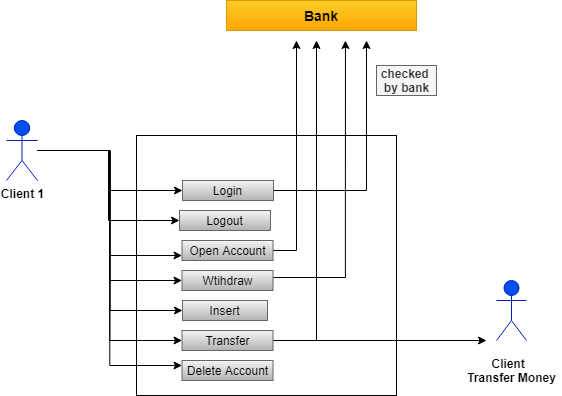 Bank
checked
by bank
Client 1
Login
Logout
Open Account
Wtihdraw
Insert
Transfer
Delete Account
Client
Transfer Money